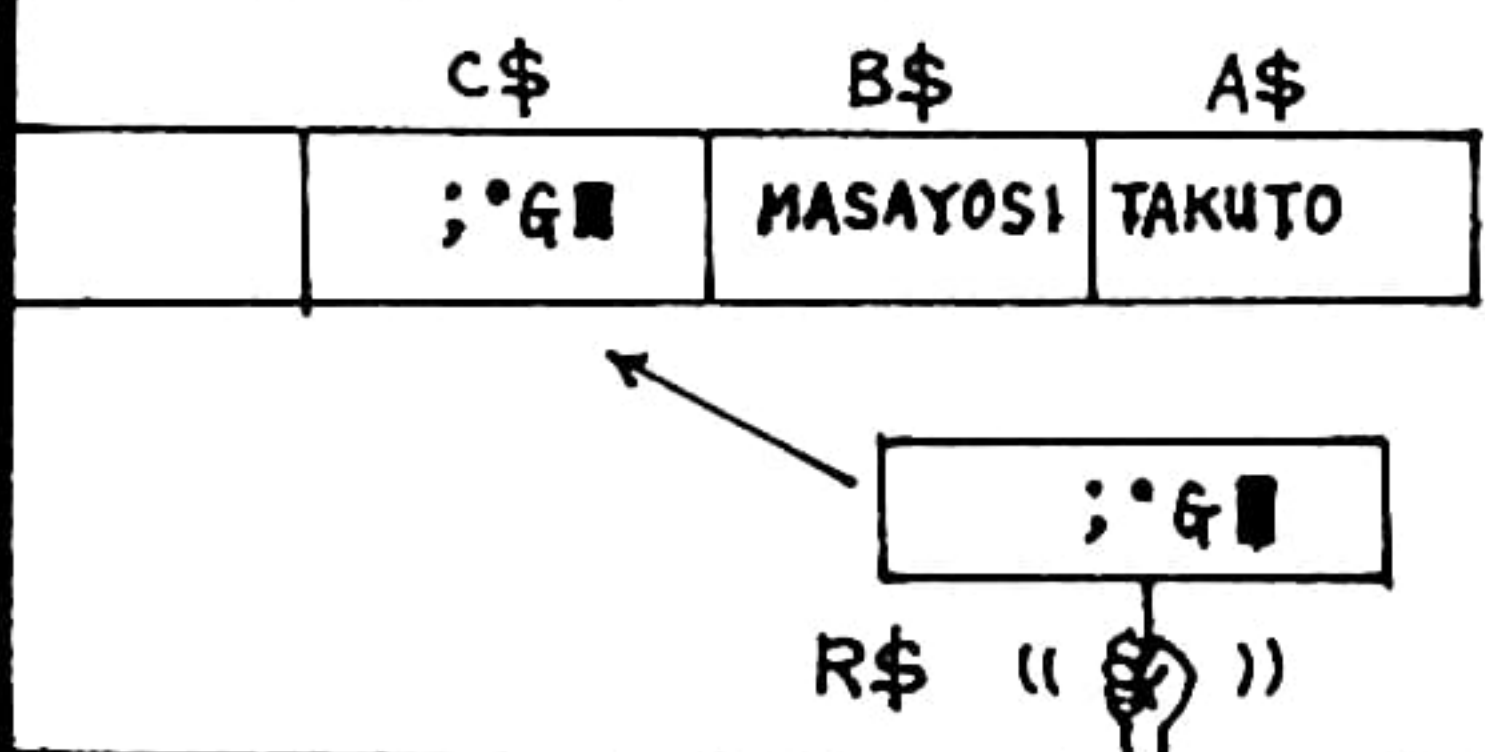 C$ B$ A$
;°G■ MASAYOSI TAKUTO
;°G■
R$ (( ))